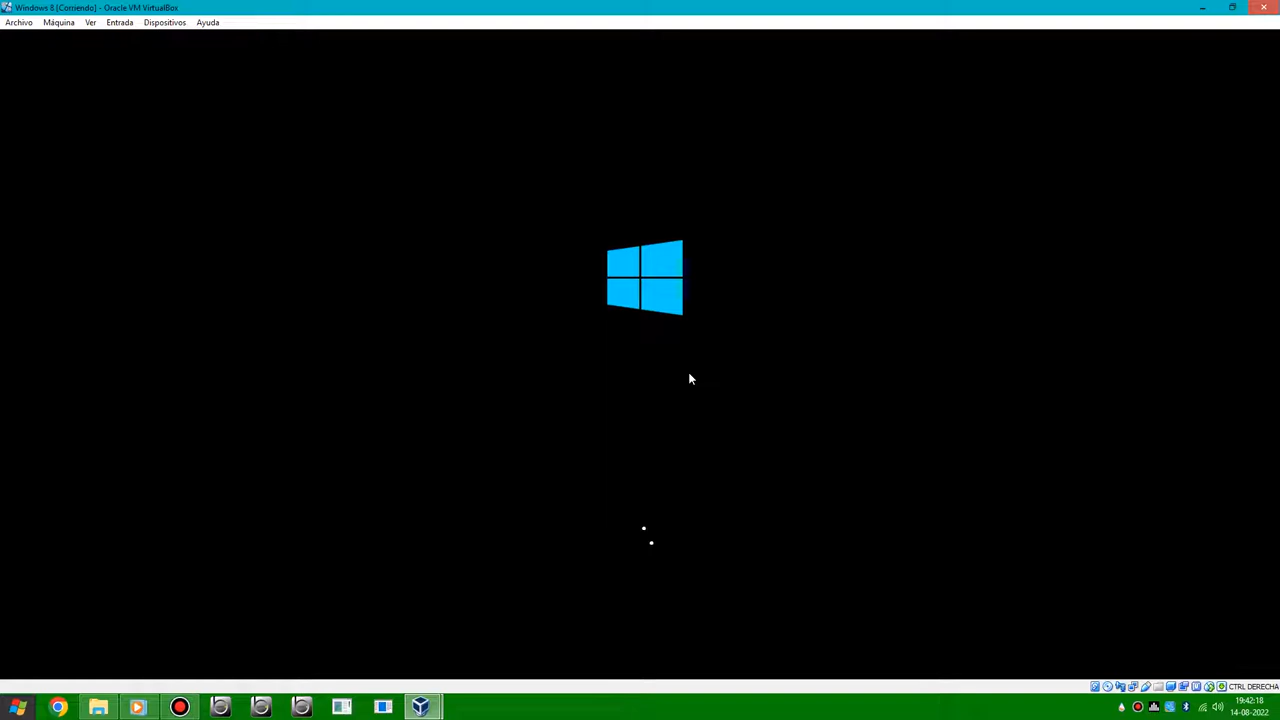 Windows 8 [Corriendo] - Oracle VM VirtualBox
Archivo Máquina Ver Entrada Dispositivos Ayuda
CTRL DERECHA
19:42:18
14-08-2022